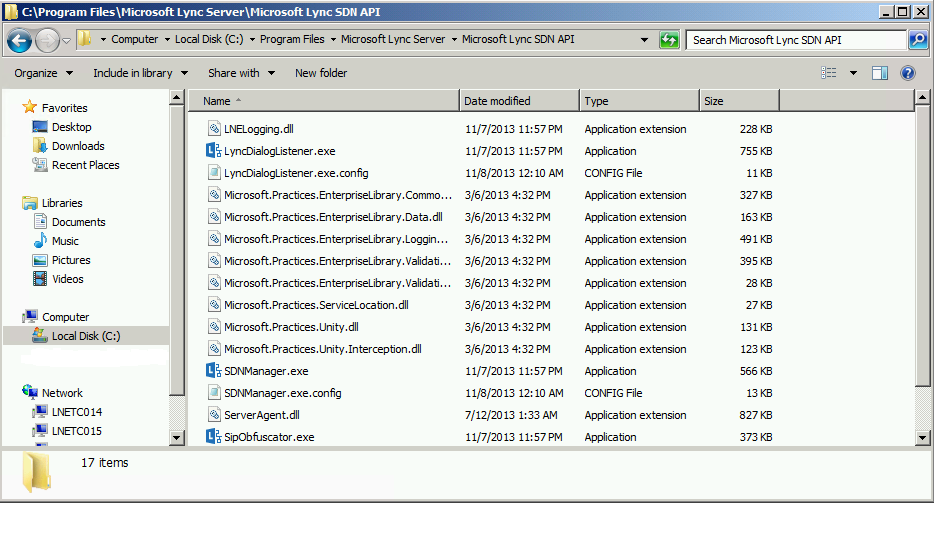 C:\Program Files\Microsoft Lync Server\Microsoft Lync SDN API
Computer Local Disk (C:) Program Files Microsoft Lync Server Microsoft Lync SDN API Search Microsoft Lync SDN API
Organize Include in library Share with New folder
Favorites
Desktop
Downloads
Recent Places
Libraries
Documents
Music
Pictures
Videos
Computer
Local Disk (C:)
Network
LNETC014
LNETC015
Name Date modified Type Size
LNELogging.dll 11/7/2013 11:57 PM Application extension 228 KB
LyncDialogListener.exe 11/7/2013 11:57 PM Application 755 KB
LyncDialogListener.exe.config 11/8/2013 12:10 AM CONFIG File 11 KB
Microsoft.Practices.EnterpriseLibrary.Commo... 3/6/2013 4:32 PM Application extension 327 KB
Microsoft.Practices.EnterpriseLibrary.Data.dll 3/6/2013 4:32 PM Application extension 163 KB
Microsoft.Practices.EnterpriseLibrary.Loggin... 3/6/2013 4:32 PM Application extension 491 KB
Microsoft.Practices.EnterpriseLibrary.Validati... 3/6/2013 4:32 PM Application extension 395 KB
Microsoft.Practices.EnterpriseLibrary.Validati... 3/6/2013 4:32 PM Application extension 28 KB
Microsoft.Practices.ServiceLocation.dll 3/6/2013 4:32 PM Application extension 27 KB
Microsoft.Practices.Unity.dll 3/6/2013 4:32 PM Application extension 131 KB
Microsoft.Practices.Unity.Interception.dll 3/6/2013 4:32 PM Application extension 123 KB
SDNManager.exe 11/7/2013 11:57 PM Application 566 KB
SDNManager.exe.config 11/8/2013 12:10 AM CONFIG File 13 KB
ServerAgent.dll 7/12/2013 1:33 AM Application extension 827 KB
SipObfuscator.exe 11/7/2013 11:57 PM Application 373 KB
17 items